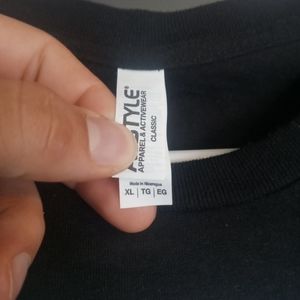 STYLE®
APPAREL & ACTIVEWEAR
CLASSIC
Made in Nicaragua
XL | TG | EG